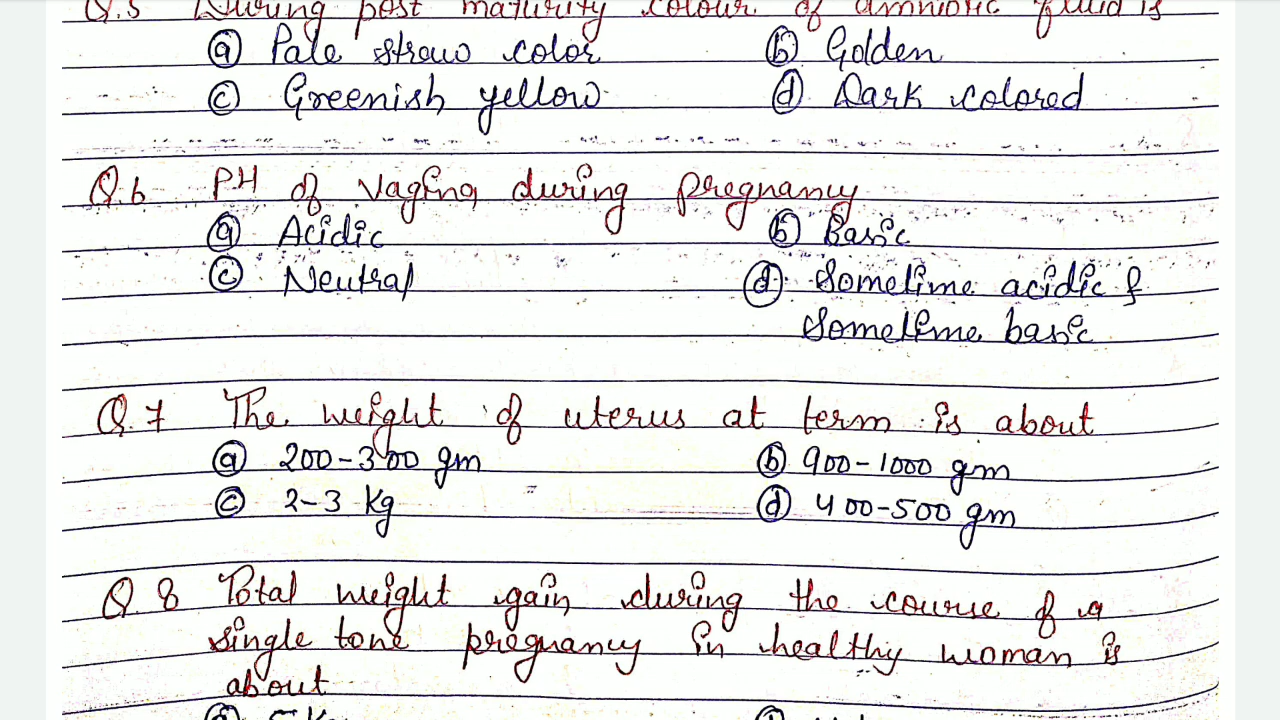 Q.5 During post maturity colour of amniotic fluid is
ⓐ Pale straw color ⓑ Golden
ⓒ Greenish yellow ⓓ Dark colored
Q.6 PH of vagina during pregnancy
ⓐ Acidic ⓑ Basic
ⓒ Neutral ⓓ Sometime acidic &
Sometime basic
Q.7 The weight of uterus at term is about
ⓐ 200-300 gm ⓑ 900-1000 gm
ⓒ 2-3 Kg ⓓ 400-500 gm
Q 8 Total weight gain during the course of a
single tone pregnancy in healthy woman is
about